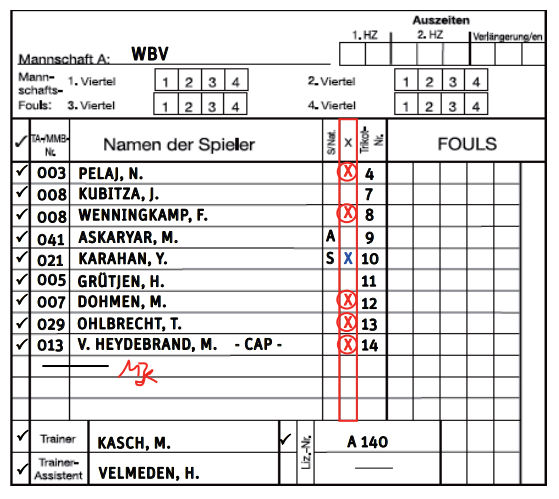 Auszeiten
1. HZ 2. HZ Verlängerung/en
Mannschaft A: WBV
Mann-
schafts-
Fouls:
1. Viertel 1 2 3 4 2. Viertel 1 2 3 4
3. Viertel 1 2 3 4 4. Viertel 1 2 3 4
✓ TA-/MMB-Nr. Namen der Spieler S/Nat. X Trikot-Nr. FOULS
✓ 003 PELAJ, N. X 4
✓ 008 KUBITZA, J. 7
✓ 008 WENNINGKAMP, F. X 8
✓ 041 ASKARYAR, M. A 9
✓ 021 KARAHAN, Y. S X 10
✓ 005 GRÜTJEN, H. 11
✓ 007 DOHMEN, M. X 12
✓ 029 OHLBRECHT, T. X 13
✓ 013 V. HEYDEBRAND, M. - CAP - X 14
✓ Trainer KASCH, M. ✓ Liz.-Nr. A 140
✓ Trainer-Assistent VELMEDEN, H. —